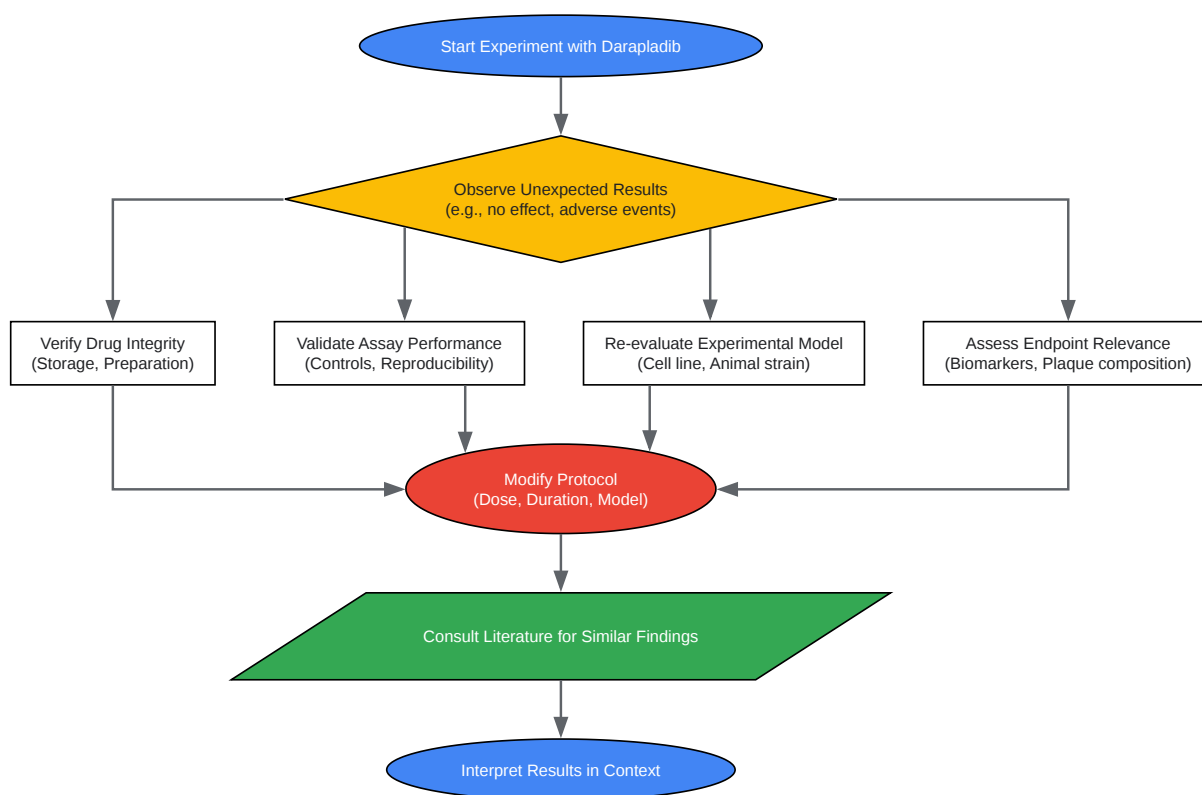 Start Experiment with Darapladib
Observe Unexpected Results
(e.g., no effect, adverse events)
Verify Drug Integrity
(Storage, Preparation)
Validate Assay Performance
(Controls, Reproducibility)
Re-evaluate Experimental Model
(Cell line, Animal strain)
Assess Endpoint Relevance
(Biomarkers, Plaque composition)
Modify Protocol
(Dose, Duration, Model)
Consult Literature for Similar Findings
Interpret Results in Context